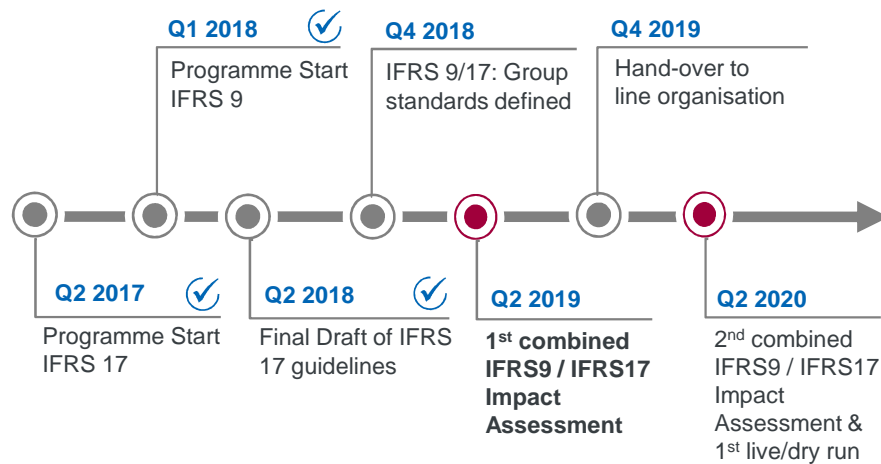 Q1 2018
Programme Start
IFRS 9
Q4 2018
IFRS 9/17: Group
standards defined
Q4 2019
Hand-over to
line organisation
Q2 2017
Programme Start
IFRS 17
Q2 2018
Final Draft of IFRS
17 guidelines
Q2 2019
1st combined
IFRS9 / IFRS17
Impact
Assessment
Q2 2020
2nd combined
IFRS9 / IFRS17
Impact
Assessment &
1st live/dry run